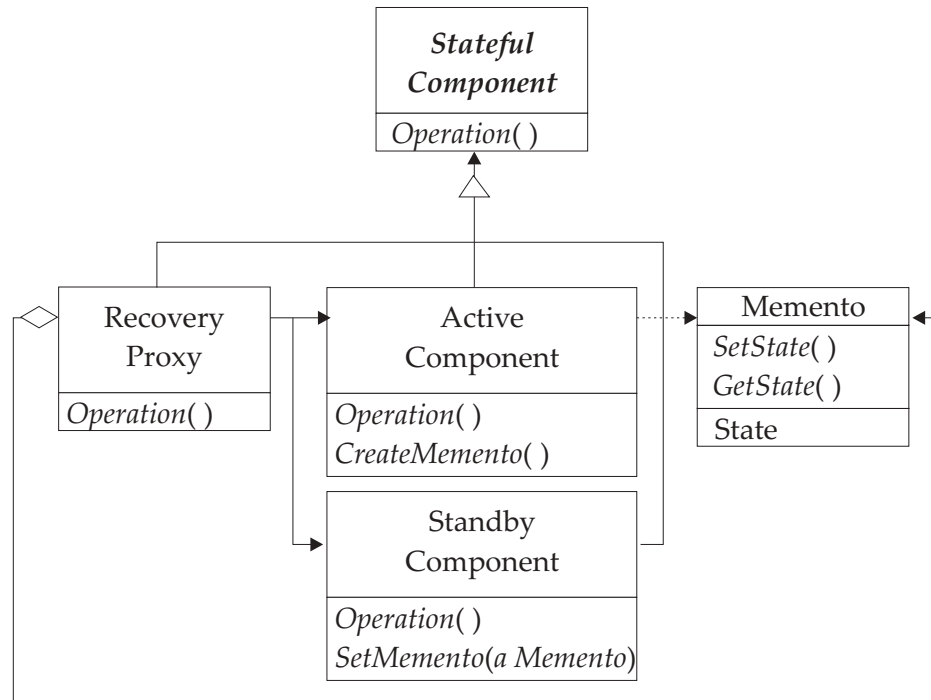 Stateful
Component
Operation( )
Recovery
Proxy
Operation( )
Active
Component
Operation( )
CreateMemento( )
Memento
SetState( )
GetState( )
State
Standby
Component
Operation( )
SetMemento(a Memento)